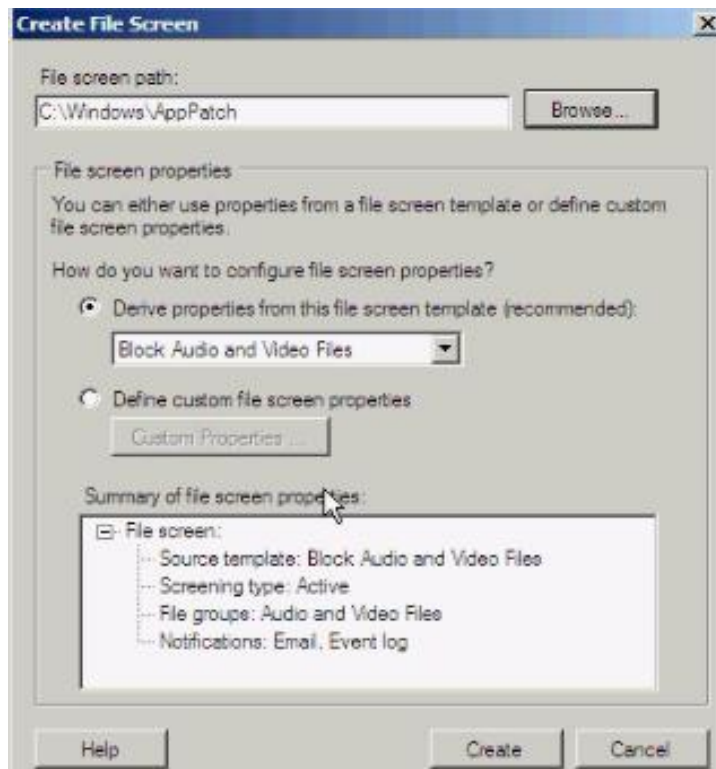 Create File Screen
File screen path:
C:\Windows\AppPatch
Browse...
File screen properties
You can either use properties from a file screen template or define custom
file screen properties.
How do you want to configure file screen properties?
Derive properties from this file screen template (recommended):
Block Audio and Video Files
Define custom file screen properties
Custom Properties ...
Summary of file screen properties:
File screen:
Source template: Block Audio and Video Files
Screening type: Active
File groups: Audio and Video Files
Notifications: Email, Event log
Help
Create
Cancel